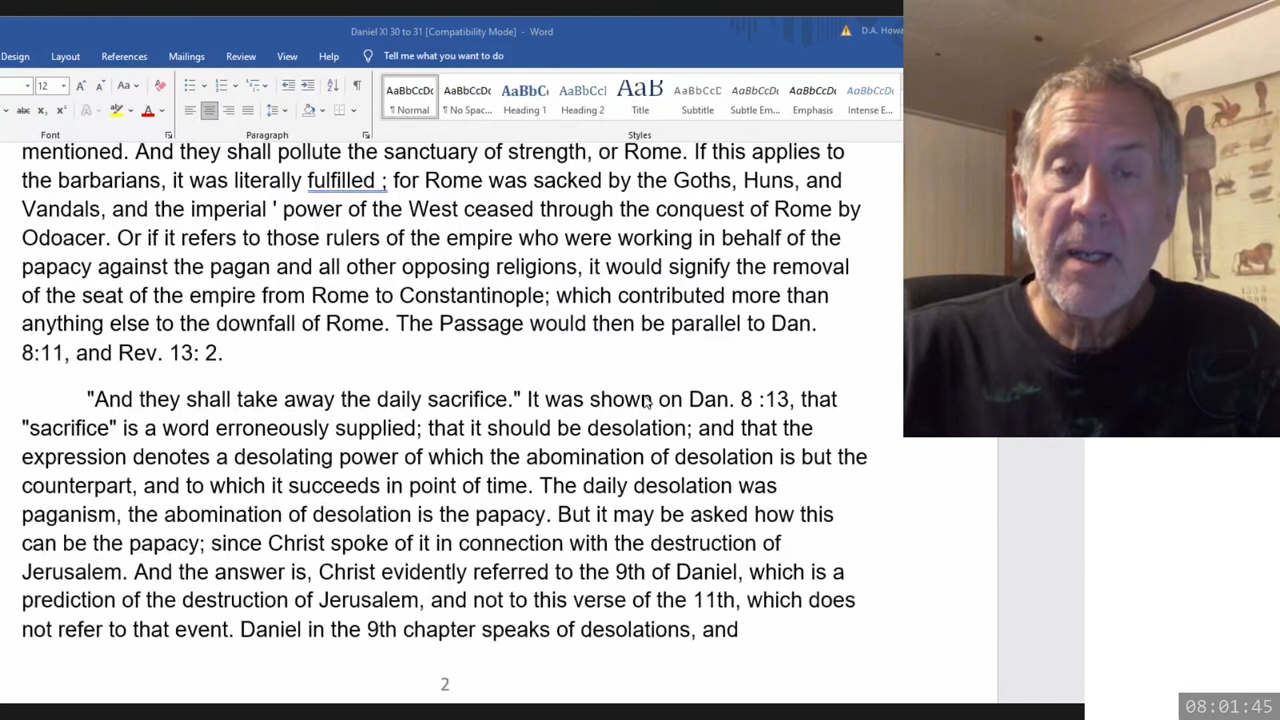 Daniel XI 30 to 31 [Compatibility Mode] - Word
D.A. Howa
Design Layout References Mailings Review View Help Tell me what you want to do
12 Aa
AaBbCcDc AaBbCcDc AaBbCc AaBbCcI AaB AaBbCcD AaBbCcDc AaBbCcDc AaBbCcDc
¶ Normal ¶ No Spac... Heading 1 Heading 2 Title Subtitle Subtle Em... Emphasis Intense E...
abc x₂ x² A
Font Paragraph Styles
mentioned. And they shall pollute the sanctuary of strength, or Rome. If this applies to
the barbarians, it was literally fulfilled ; for Rome was sacked by the Goths, Huns, and
Vandals, and the imperial ' power of the West ceased through the conquest of Rome by
Odoacer. Or if it refers to those rulers of the empire who were working in behalf of the
papacy against the pagan and all other opposing religions, it would signify the removal
of the seat of the empire from Rome to Constantinople; which contributed more than
anything else to the downfall of Rome. The Passage would then be parallel to Dan.
8:11, and Rev. 13: 2.
"And they shall take away the daily sacrifice." It was shown on Dan. 8 :13, that
"sacrifice" is a word erroneously supplied; that it should be desolation; and that the
expression denotes a desolating power of which the abomination of desolation is but the
counterpart, and to which it succeeds in point of time. The daily desolation was
paganism, the abomination of desolation is the papacy. But it may be asked how this
can be the papacy; since Christ spoke of it in connection with the destruction of
Jerusalem. And the answer is, Christ evidently referred to the 9th of Daniel, which is a
prediction of the destruction of Jerusalem, and not to this verse of the 11th, which does
not refer to that event. Daniel in the 9th chapter speaks of desolations, and
2
08:01:45